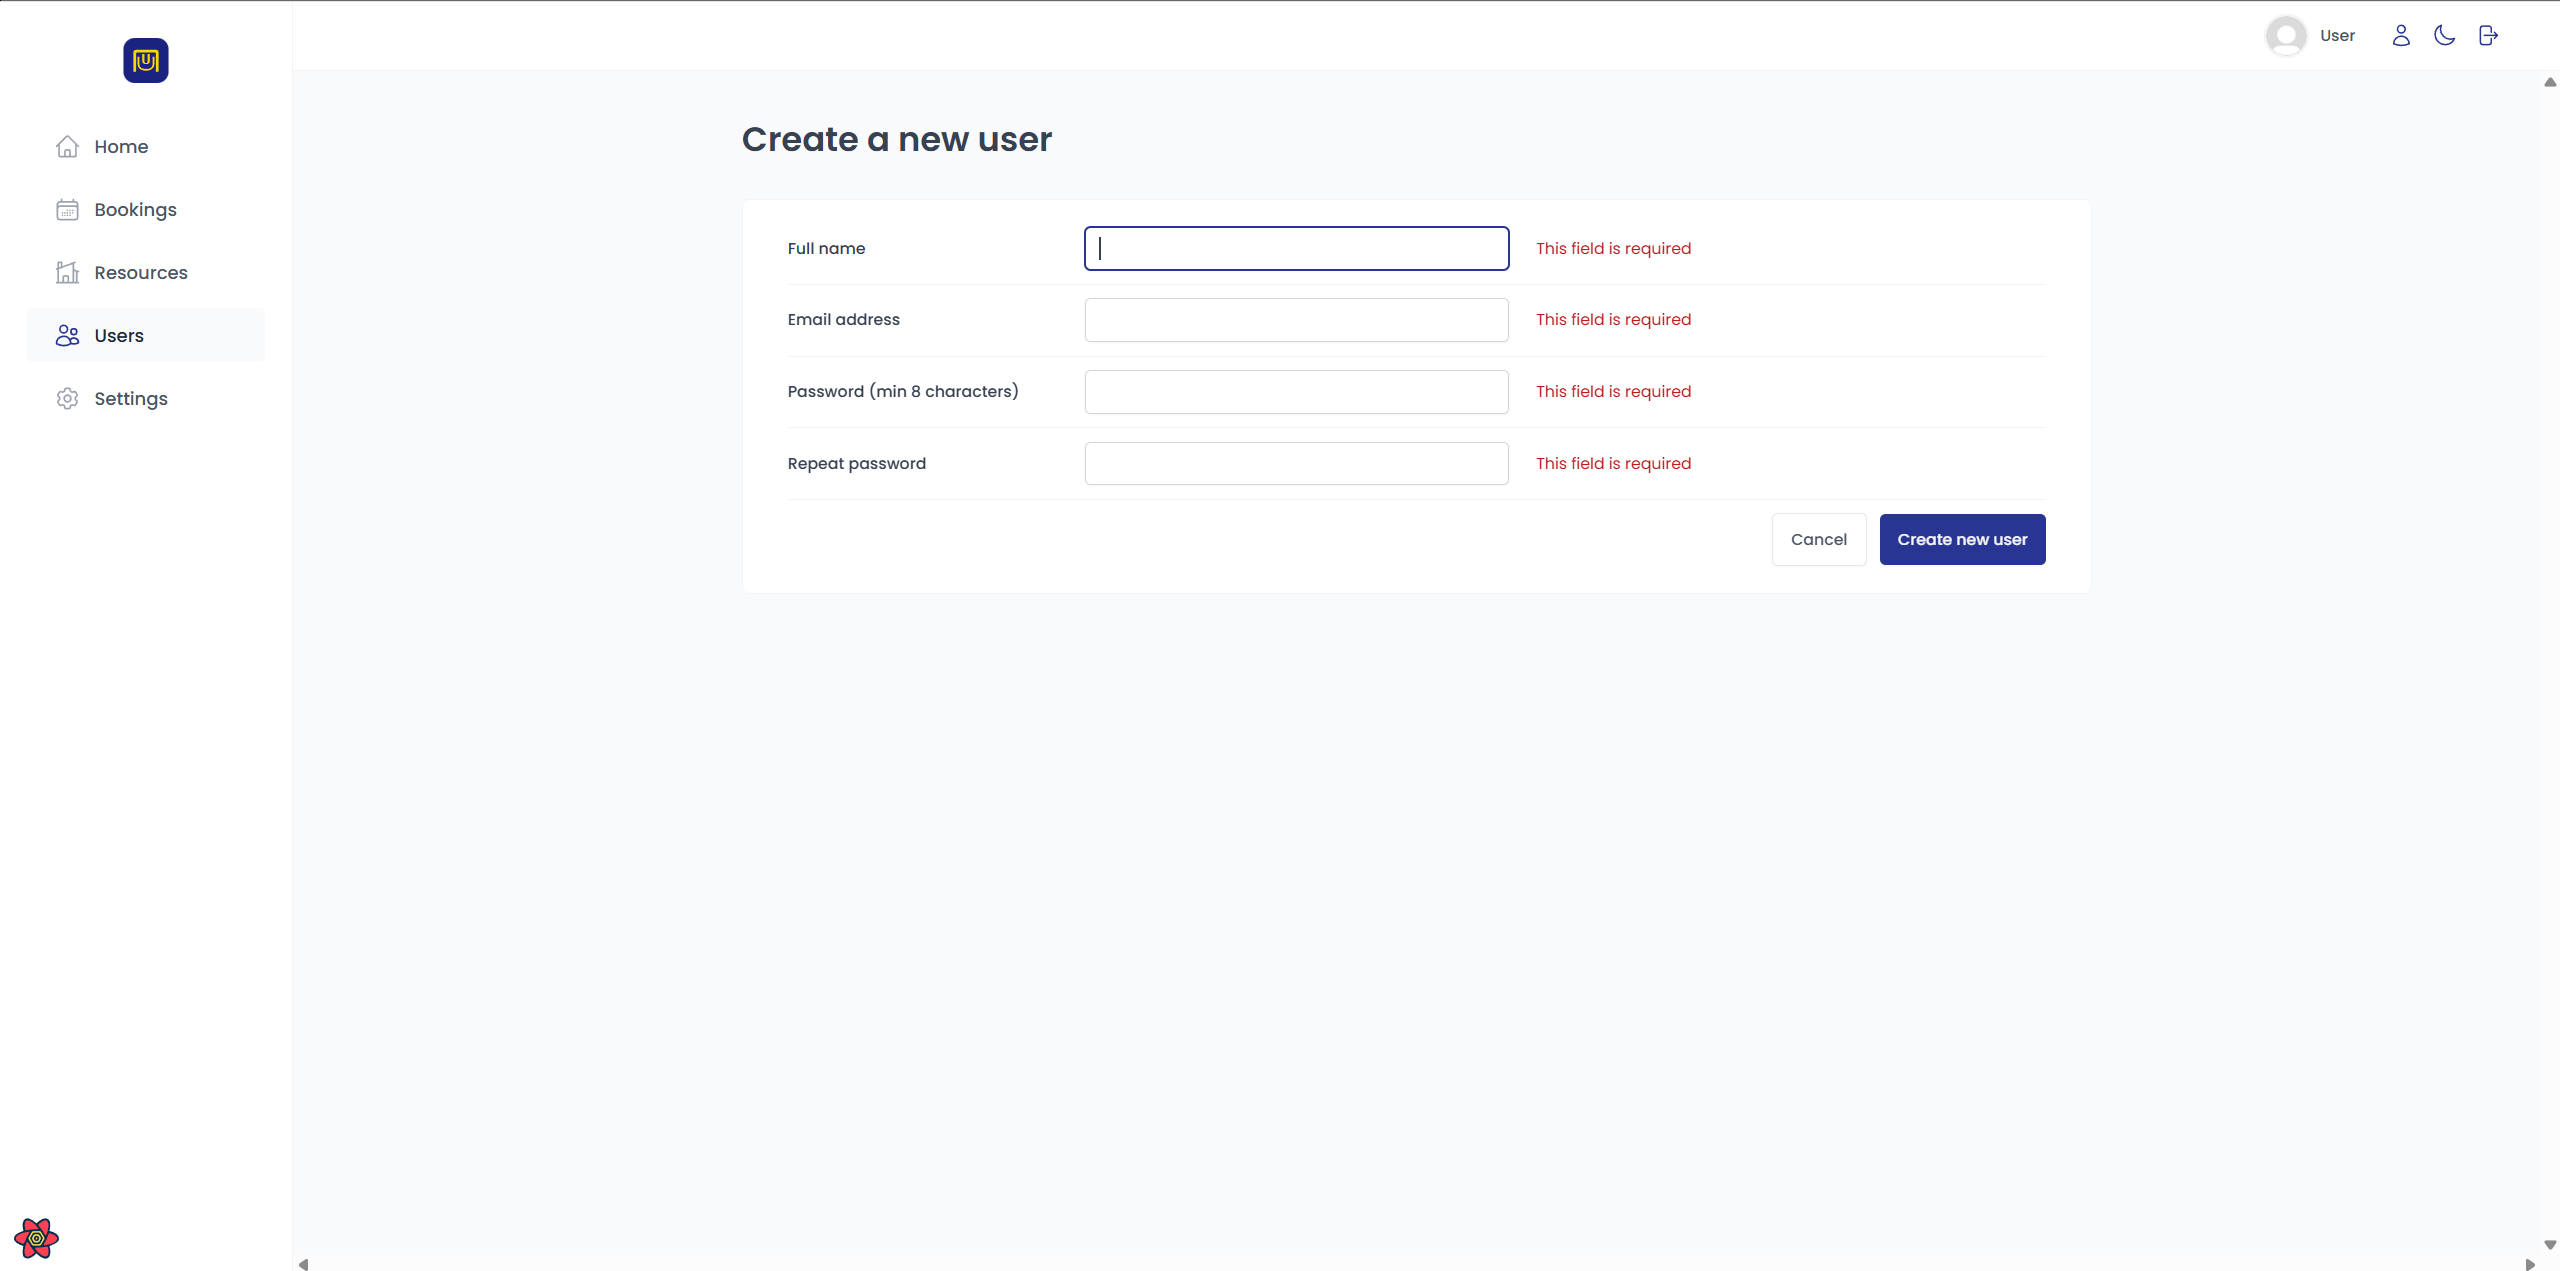 U
User
Home
Bookings
Resources
Users
Settings
Create a new user
Full name
This field is required
Email address
This field is required
Password (min 8 characters)
This field is required
Repeat password
This field is required
Cancel
Create new user